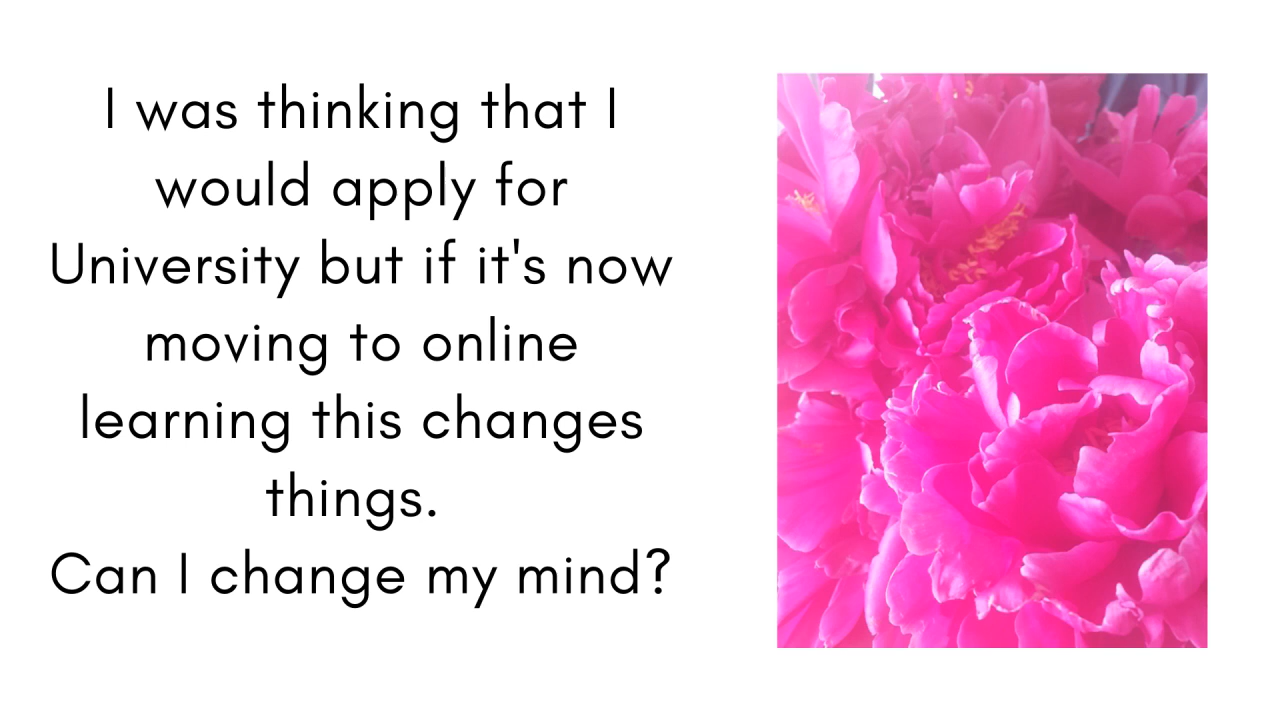 I was thinking that I
would apply for
University but if it's now
moving to online
learning this changes
things.
Can I change my mind?